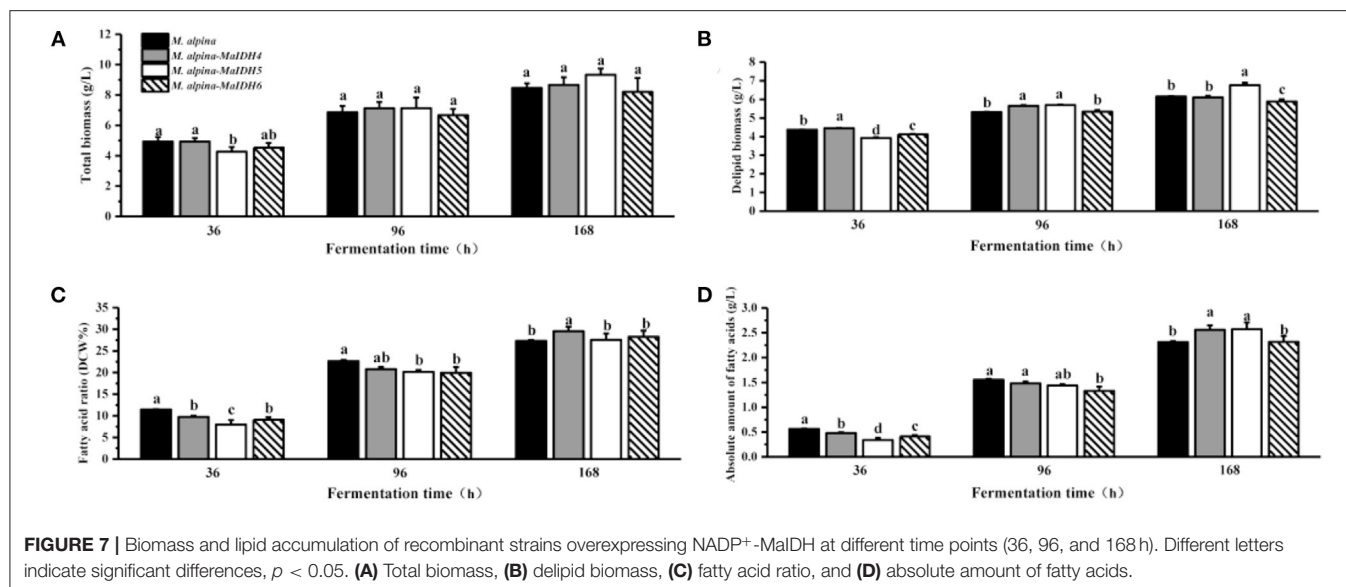 A
M. alpina
M. alpina-MaIDH4
M. alpina-MaIDH5
M. alpina-MaIDH6
Total biomass (g/L)
12
10
8
6
4
2
0
a a b ab
a a a a
a a a a
36 96 168
Fermentation time（h）
B
Delipid biomass (g/L)
8
7
6
5
4
3
2
1
0
b a d c
b a a b
b b a c
36 96 168
Fermentation time（h）
C
Fatty acid ratio (DCW%)
35
30
25
20
15
10
5
0
a b c b
a ab b b
b a b b
36 96 168
Fermentation time（h）
D
Absolute amount of fatty acids (g/L)
3.0
2.5
2.0
1.5
1.0
0.5
0.0
a b d c
a a ab b
b a a b
36 96 168
Fermentation time（h）
FIGURE 7 | Biomass and lipid accumulation of recombinant strains overexpressing NADP+-MaIDH at different time points (36, 96, and 168 h). Different letters
indicate significant differences, p < 0.05. (A) Total biomass, (B) delipid biomass, (C) fatty acid ratio, and (D) absolute amount of fatty acids.